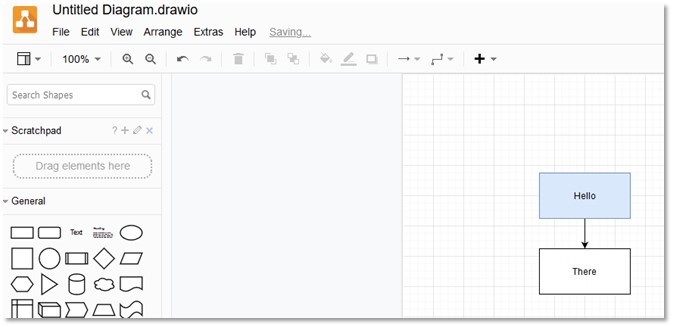 Untitled Diagram.drawio
File Edit View Arrange Extras Help Saving...
100%
Search Shapes
Scratchpad ?
Drag elements here
General
Text
Hello
There